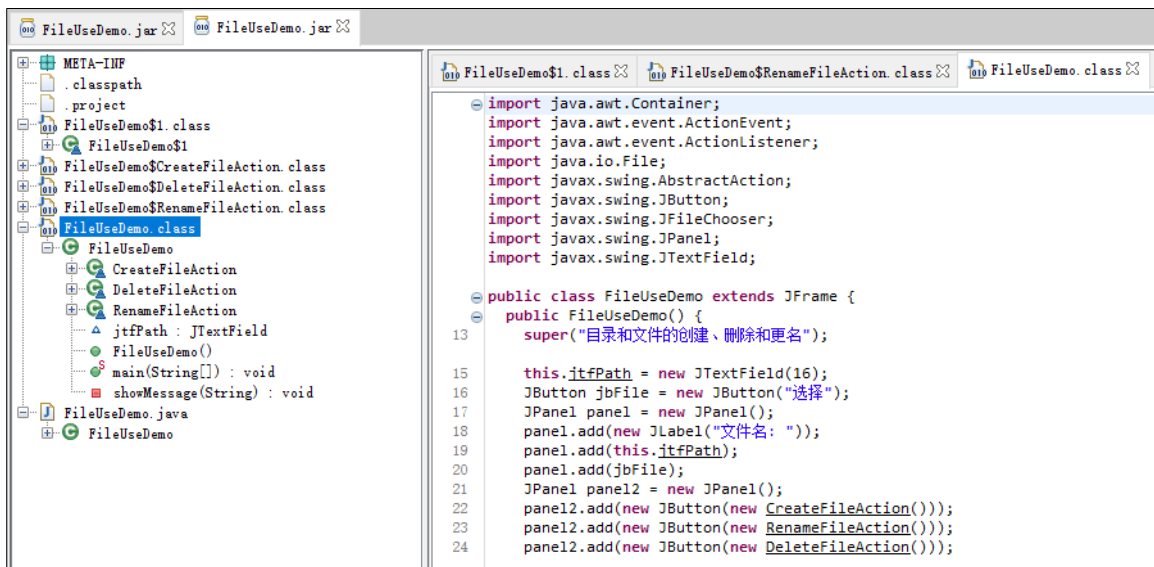 FileUseDemo.jar
FileUseDemo.jar
META-INF
.classpath
.project
FileUseDemo$1.class
FileUseDemo$1
FileUseDemo$CreateFileAction.class
FileUseDemo$DeleteFileAction.class
FileUseDemo$RenameFileAction.class
FileUseDemo.class
FileUseDemo
CreateFileAction
DeleteFileAction
RenameFileAction
jtfPath : JTextField
FileUseDemo()
main(String[]) : void
showMessage(String) : void
FileUseDemo.java
FileUseDemo
FileUseDemo$1.class
FileUseDemo$RenameFileAction.class
FileUseDemo.class
import java.awt.Container;
import java.awt.event.ActionEvent;
import java.awt.event.ActionListener;
import java.io.File;
import javax.swing.AbstractAction;
import javax.swing.JButton;
import javax.swing.JFileChooser;
import javax.swing.JPanel;
import javax.swing.JTextField;
public class FileUseDemo extends JFrame {
public FileUseDemo() {
13 super("目录和文件的创建、删除和更名");
15 this.jtfPath = new JTextField(16);
16 JButton jbFile = new JButton("选择");
17 JPanel panel = new JPanel();
18 panel.add(new JLabel("文件名: "));
19 panel.add(this.jtfPath);
20 panel.add(jbFile);
21 JPanel panel2 = new JPanel();
22 panel2.add(new JButton(new CreateFileAction()));
23 panel2.add(new JButton(new RenameFileAction()));
24 panel2.add(new JButton(new DeleteFileAction()));